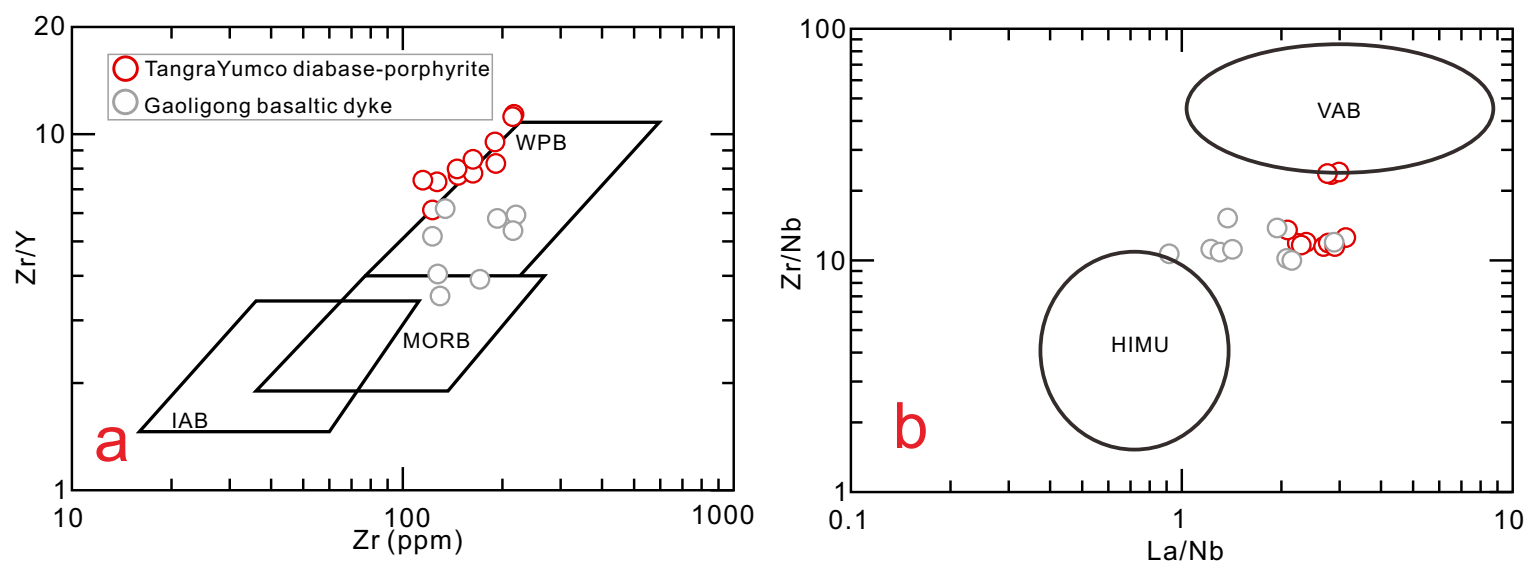 20
10
1
Zr/Y
TangraYumco diabase-porphyrite
Gaoligong basaltic dyke
WPB
MORB
IAB
a
10
100
1000
Zr (ppm)
100
10
1
Zr/Nb
VAB
HIMU
b
0.1
1
10
La/Nb